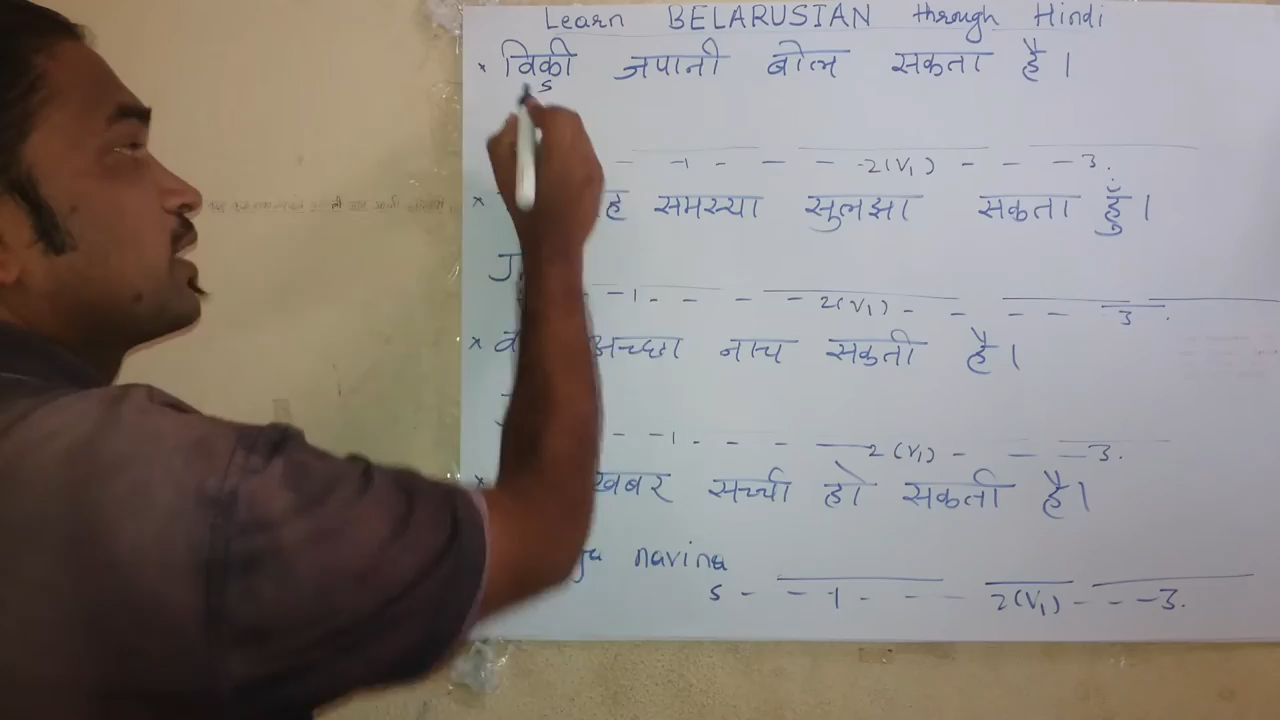 Learn BELARUSIAN through Hindi
* विकी जपानी बोल सकता है।
s
- 1 - - - 2(V₁) - - - 3.
* समस्या सुलझा सकता हूँ।
- 1 - - - - 2(V₁) - - - - 3 .
* अच्छा नाच सकती है।
- - 1 - - - 2(V₁) - - - 3.
* खबर सच्ची हो सकती है।
navina
s - - 1 - - - 2(V₁) - - - 3.